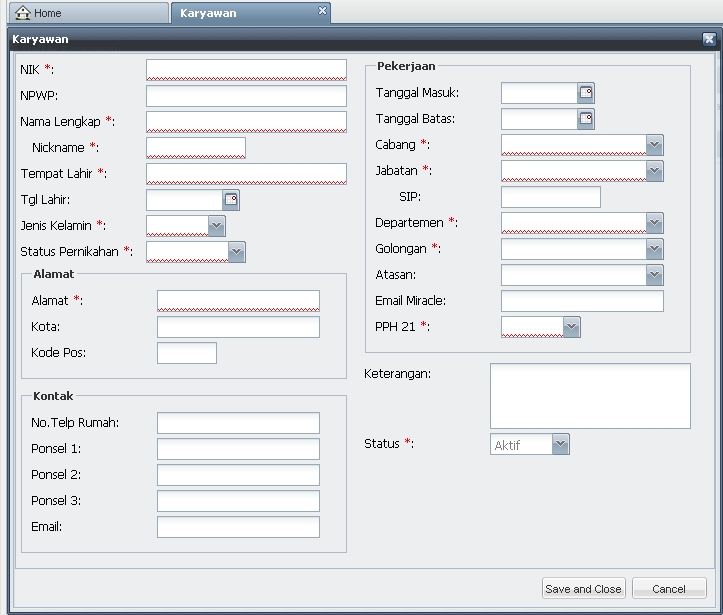 Home
Karyawan
Karyawan
NIK *:
NPWP:
Nama Lengkap *:
Nickname *:
Tempat Lahir *:
Tgl Lahir:
Jenis Kelamin *:
Status Pernikahan *:
Alamat
Alamat *:
Kota:
Kode Pos:
Kontak
No.Telp Rumah:
Ponsel 1:
Ponsel 2:
Ponsel 3:
Email:
Pekerjaan
Tanggal Masuk:
Tanggal Batas:
Cabang *:
Jabatan *:
SIP:
Departemen *:
Golongan *:
Atasan:
Email Miracle:
PPH 21 *:
Keterangan:
Status *:
Aktif
Save and Close
Cancel